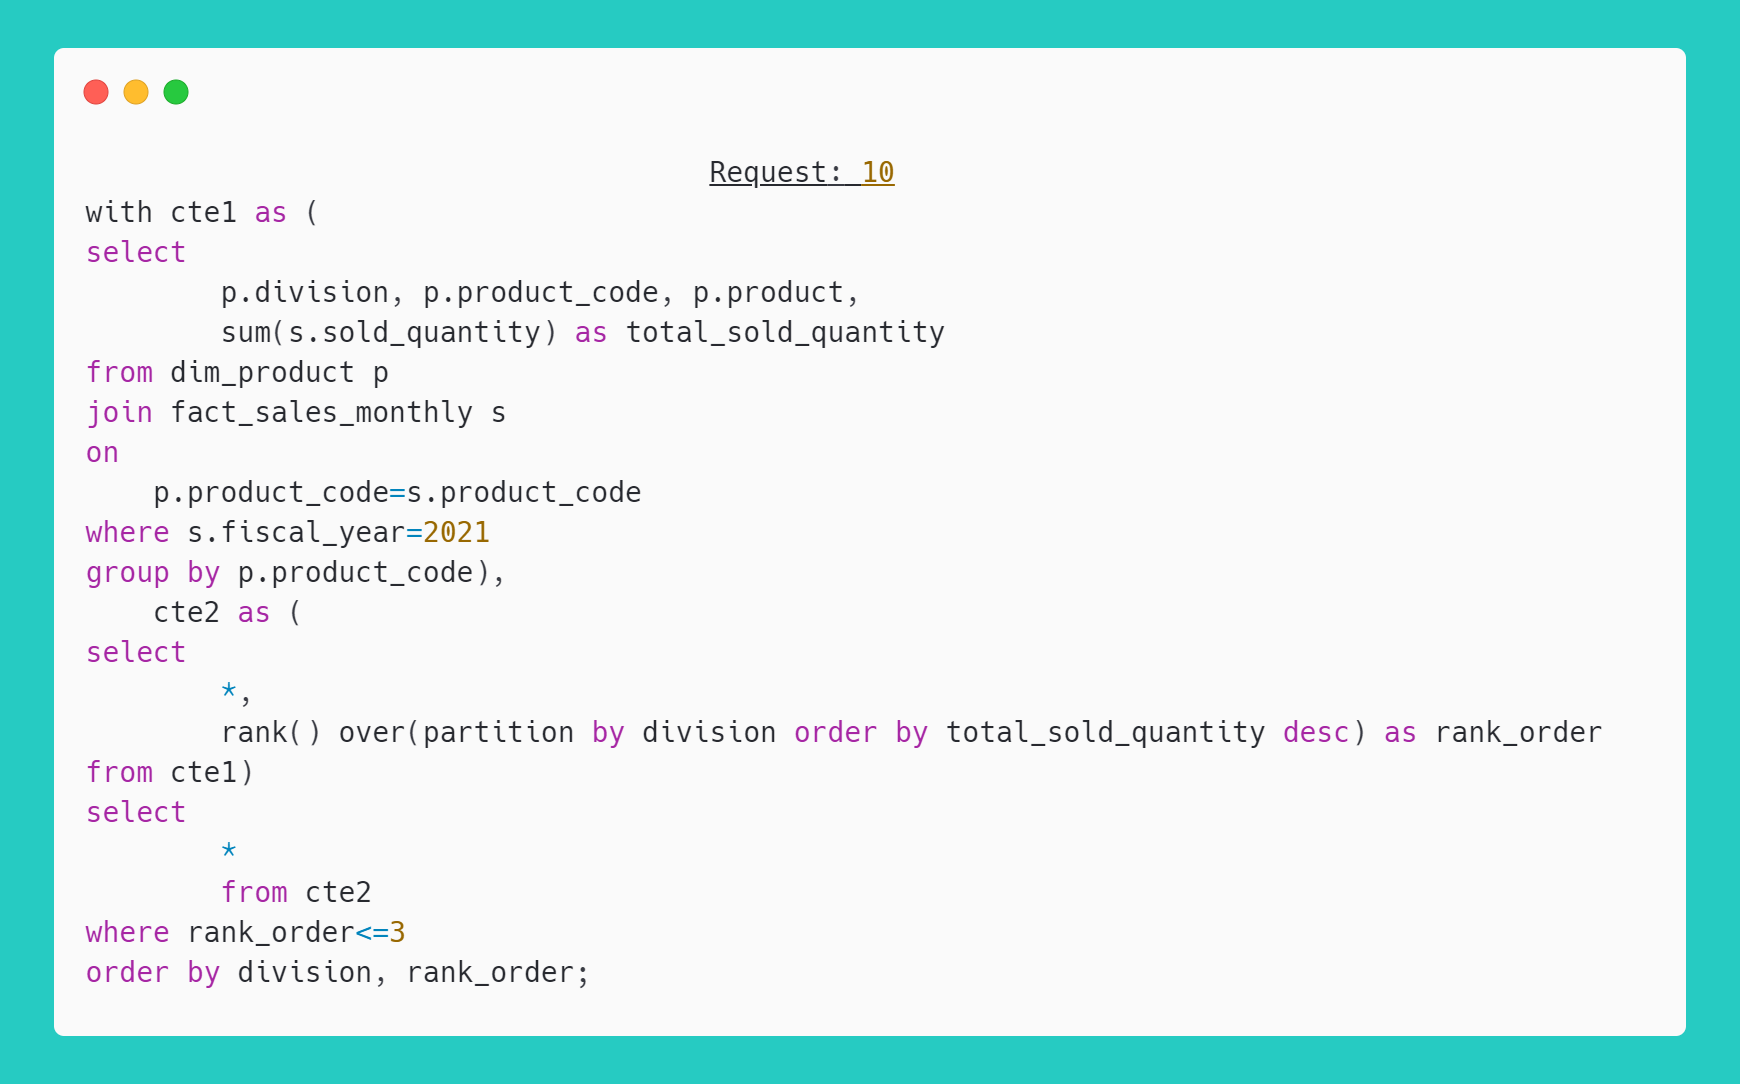 Request: 10
with cte1 as (
select
        p.division, p.product_code, p.product,
        sum(s.sold_quantity) as total_sold_quantity
from dim_product p
join fact_sales_monthly s
on
    p.product_code=s.product_code
where s.fiscal_year=2021
group by p.product_code),
    cte2 as (
select
        *,
        rank() over(partition by division order by total_sold_quantity desc) as rank_order
from cte1)
select
        *
        from cte2
where rank_order<=3
order by division, rank_order;